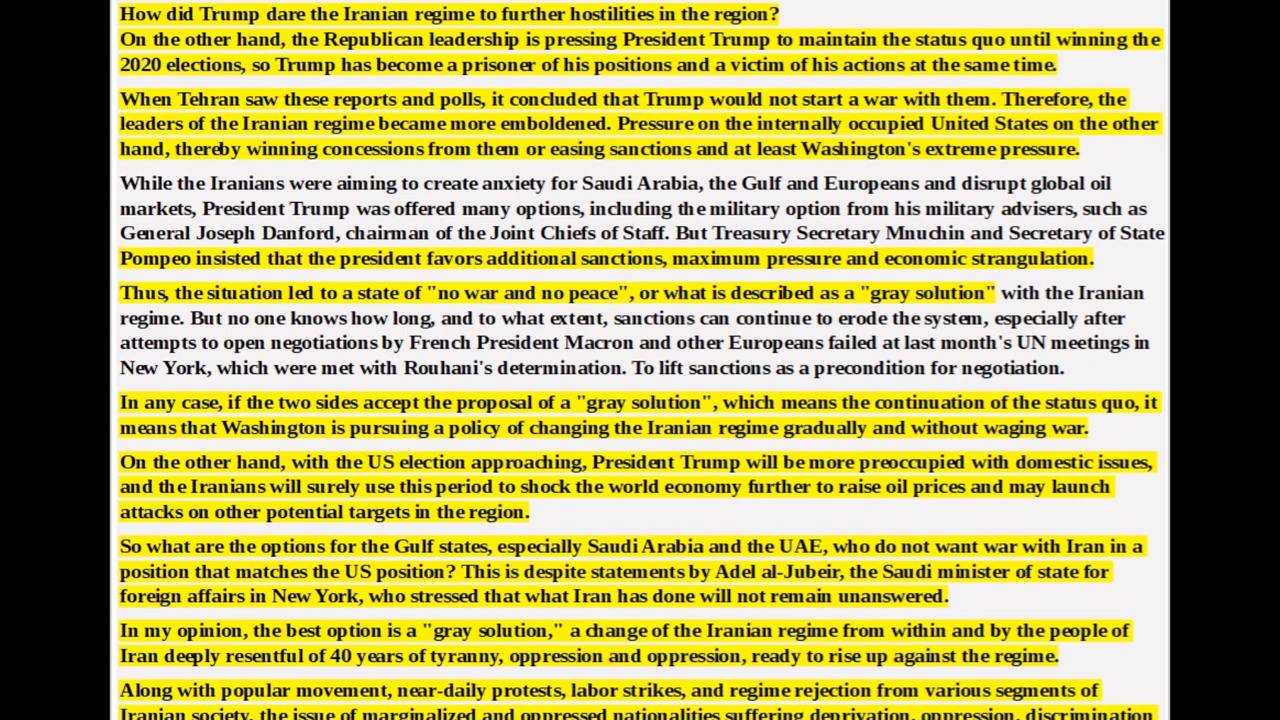 How did Trump dare the Iranian regime to further hostilities in the region?
On the other hand, the Republican leadership is pressing President Trump to maintain the status quo until winning the
2020 elections, so Trump has become a prisoner of his positions and a victim of his actions at the same time.
When Tehran saw these reports and polls, it concluded that Trump would not start a war with them. Therefore, the
leaders of the Iranian regime became more emboldened. Pressure on the internally occupied United States on the other
hand, thereby winning concessions from them or easing sanctions and at least Washington's extreme pressure.
While the Iranians were aiming to create anxiety for Saudi Arabia, the Gulf and Europeans and disrupt global oil
markets, President Trump was offered many options, including the military option from his military advisers, such as
General Joseph Danford, chairman of the Joint Chiefs of Staff. But Treasury Secretary Mnuchin and Secretary of State
Pompeo insisted that the president favors additional sanctions, maximum pressure and economic strangulation.
Thus, the situation led to a state of "no war and no peace", or what is described as a "gray solution" with the Iranian
regime. But no one knows how long, and to what extent, sanctions can continue to erode the system, especially after
attempts to open negotiations by French President Macron and other Europeans failed at last month's UN meetings in
New York, which were met with Rouhani's determination. To lift sanctions as a precondition for negotiation.
In any case, if the two sides accept the proposal of a "gray solution", which means the continuation of the status quo, it
means that Washington is pursuing a policy of changing the Iranian regime gradually and without waging war.
On the other hand, with the US election approaching, President Trump will be more preoccupied with domestic issues,
and the Iranians will surely use this period to shock the world economy further to raise oil prices and may launch
attacks on other potential targets in the region.
So what are the options for the Gulf states, especially Saudi Arabia and the UAE, who do not want war with Iran in a
position that matches the US position? This is despite statements by Adel al-Jubeir, the Saudi minister of state for
foreign affairs in New York, who stressed that what Iran has done will not remain unanswered.
In my opinion, the best option is a "gray solution," a change of the Iranian regime from within and by the people of
Iran deeply resentful of 40 years of tyranny, oppression and oppression, ready to rise up against the regime.
Along with popular movement, near-daily protests, labor strikes, and regime rejection from various segments of
Iranian society, the issue of marginalized and oppressed nationalities suffering deprivation, oppression, discrimination